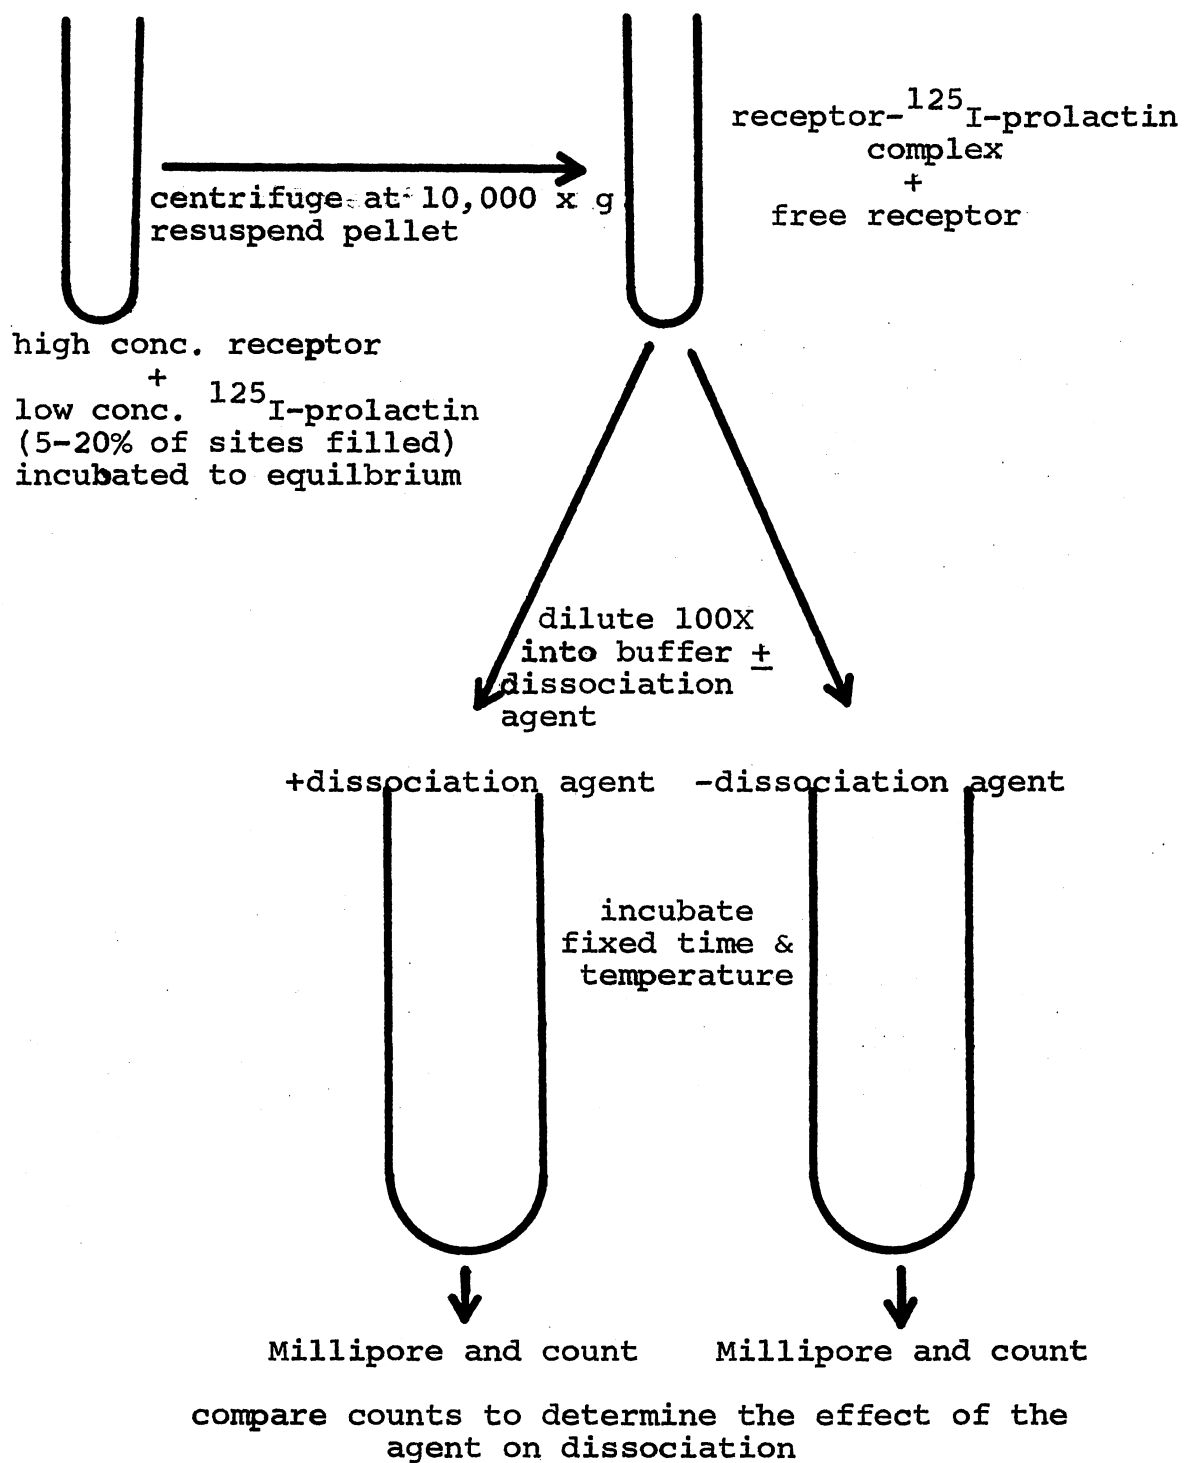 receptor-¹²⁵I-prolactin
complex
+
free receptor
centrifuge at 10,000 x g
resuspend pellet
high conc. receptor
+
low conc. ¹²⁵I-prolactin
(5-20% of sites filled)
incubated to equilbrium
dilute 100X
into buffer ±
dissociation
agent
+dissociation agent -dissociation agent
incubate
fixed time &
temperature
Millipore and count Millipore and count
compare counts to determine the effect of the
agent on dissociation